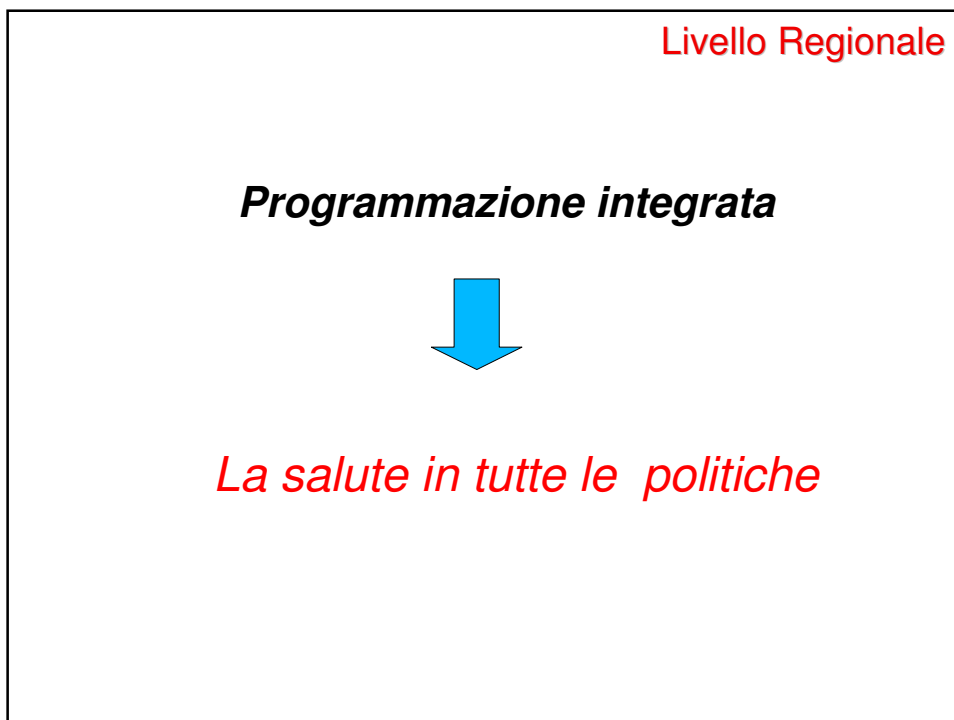 Livello Regionale
Programmazione integrata
La salute in tutte le politiche